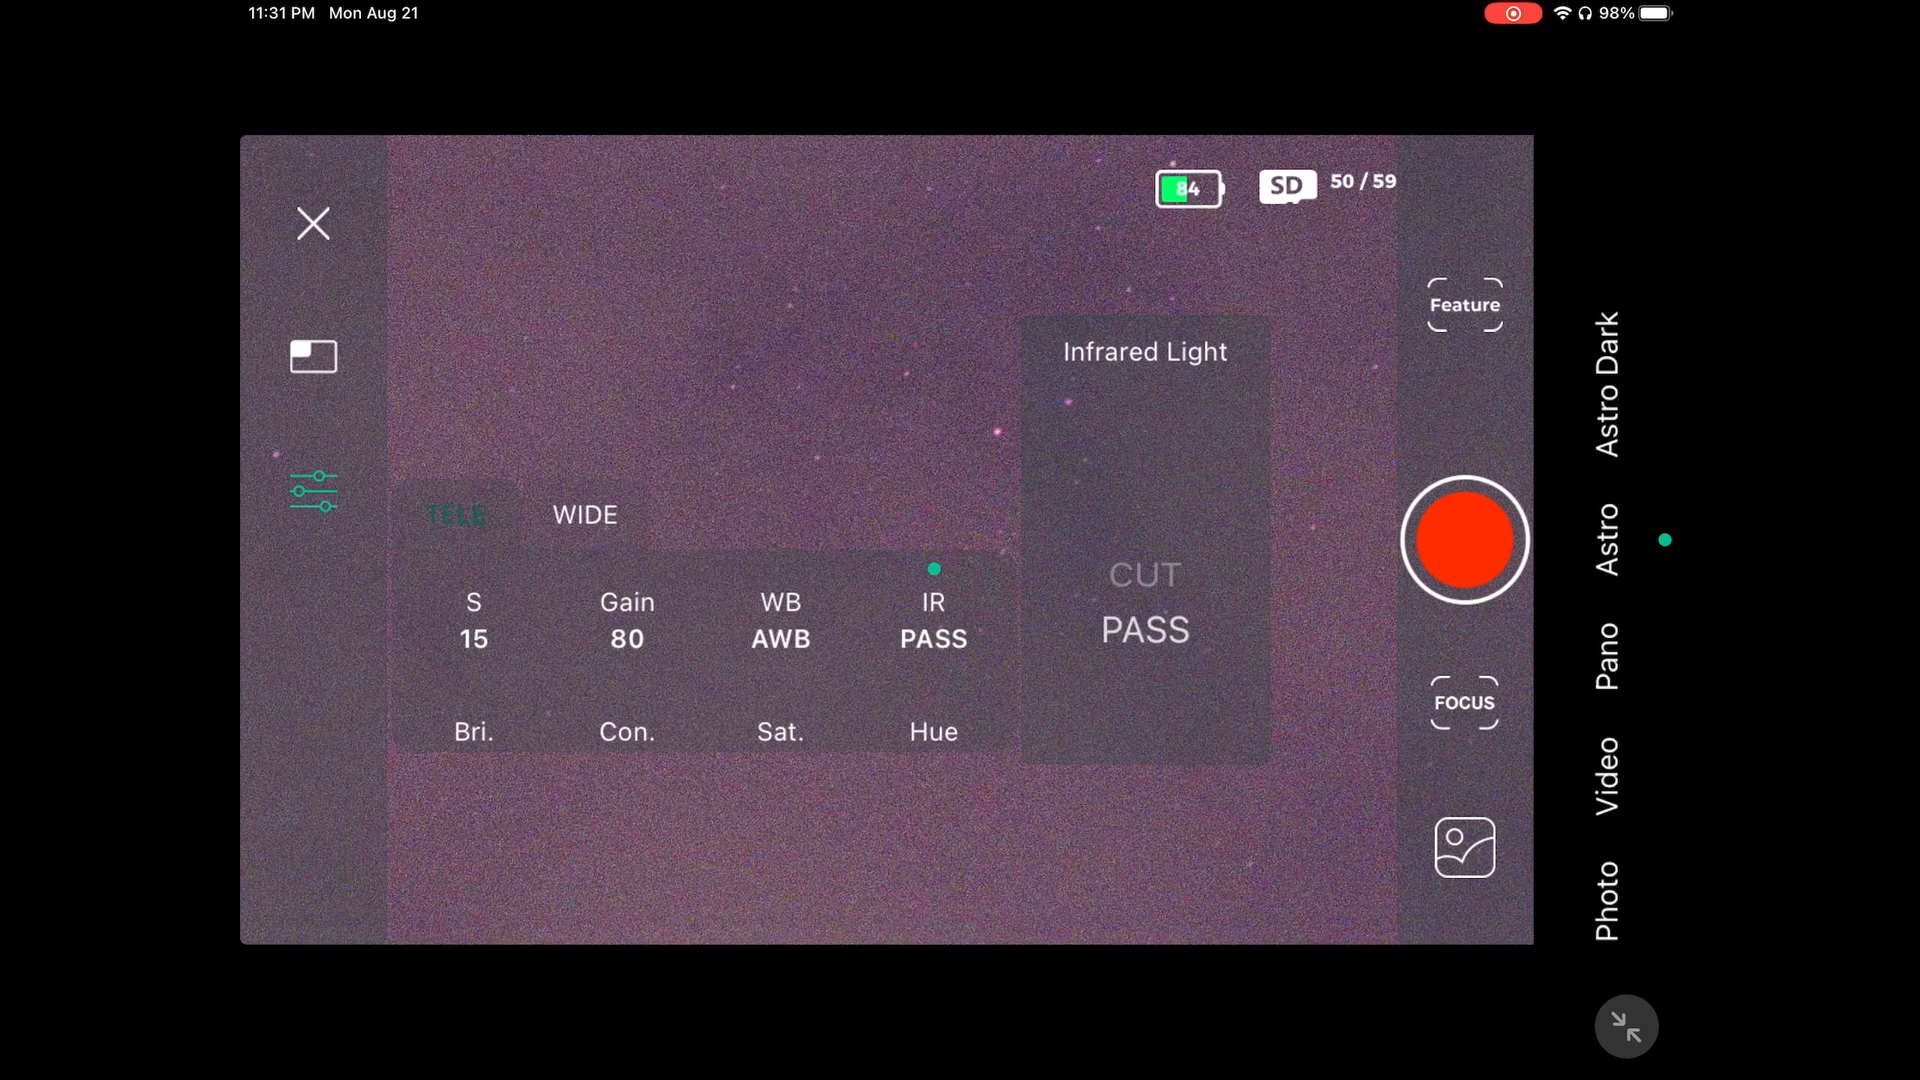 11:31 PM Mon Aug 21
98%
84
SD
50 / 59
Feature
Infrared Light
TELE
WIDE
CUT
PASS
S
Gain
WB
IR
15
80
AWB
PASS
Bri.
Con.
Sat.
Hue
FOCUS
Astro Dark
Astro
Pano
Video
Photo